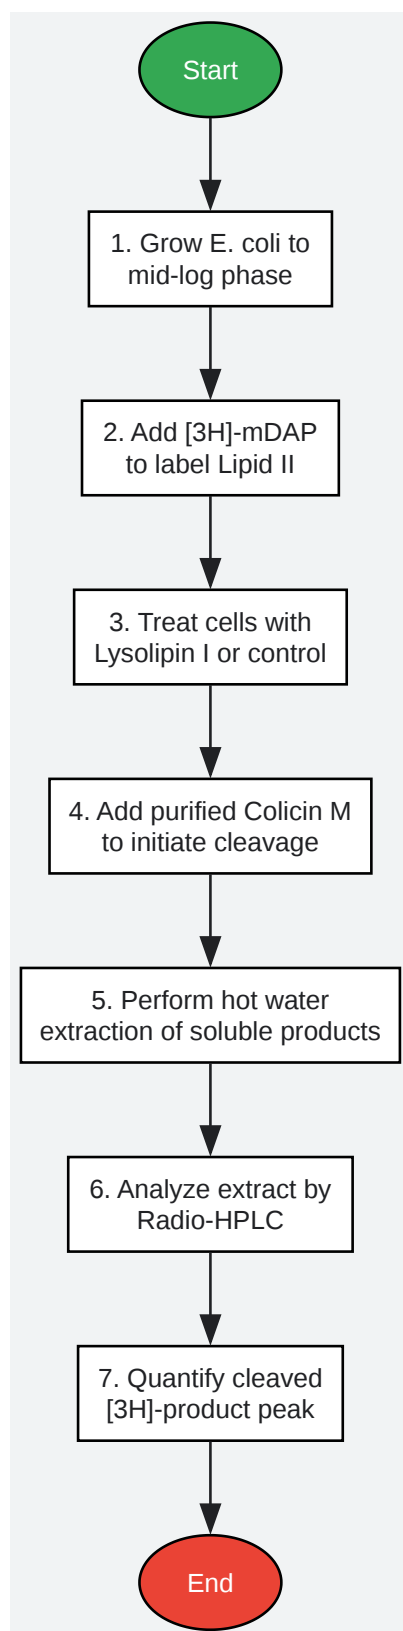 Start
1. Grow E. coli to
mid-log phase
2. Add [3H]-mDAP
to label Lipid II
3. Treat cells with
Lysolipin I or control
4. Add purified Colicin M
to initiate cleavage
5. Perform hot water
extraction of soluble products
6. Analyze extract by
Radio-HPLC
7. Quantify cleaved
[3H]-product peak
End